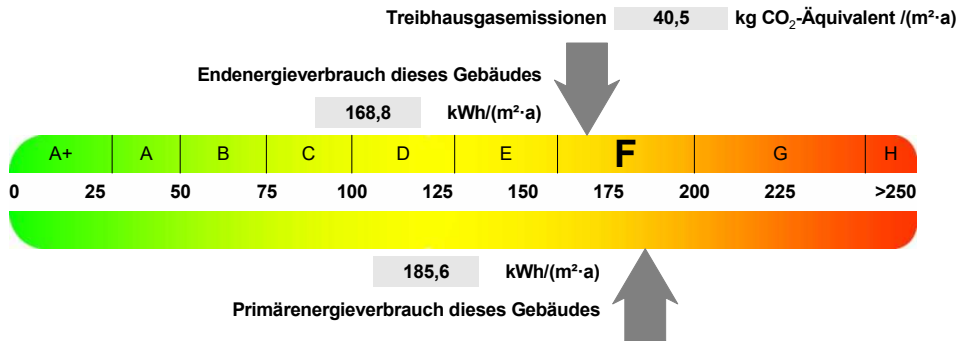 Treibhausgasemissionen 40,5 kg CO₂-Äquivalent /(m²·a)
Endenergieverbrauch dieses Gebäudes
168,8 kWh/(m²·a)
A+ A B C D E F G H
0 25 50 75 100 125 150 175 200 225 >250
185,6 kWh/(m²·a)
Primärenergieverbrauch dieses Gebäudes